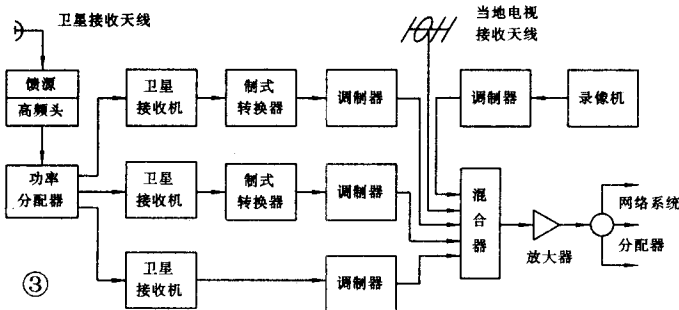 卫星接收天线
当地电视
接收天线
馈源
高频头
卫星
接收机
制式
转换器
调制器
调制器
录像机
功率
分配器
卫星
接收机
制式
转换器
调制器
混
合
器
放大器
网络系统
分配器
卫星
接收机
调制器
③